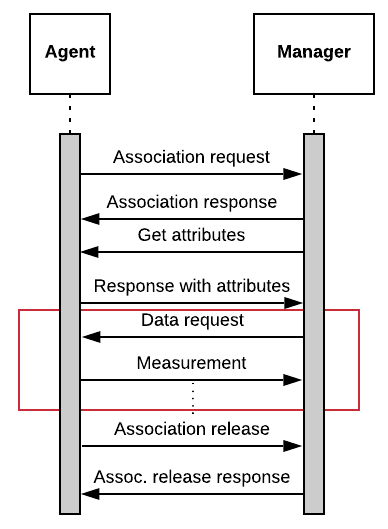 Agent
Manager
Association request
Association response
Get attributes
Response with attributes
Data request
Measurement
Association release
Assoc. release response